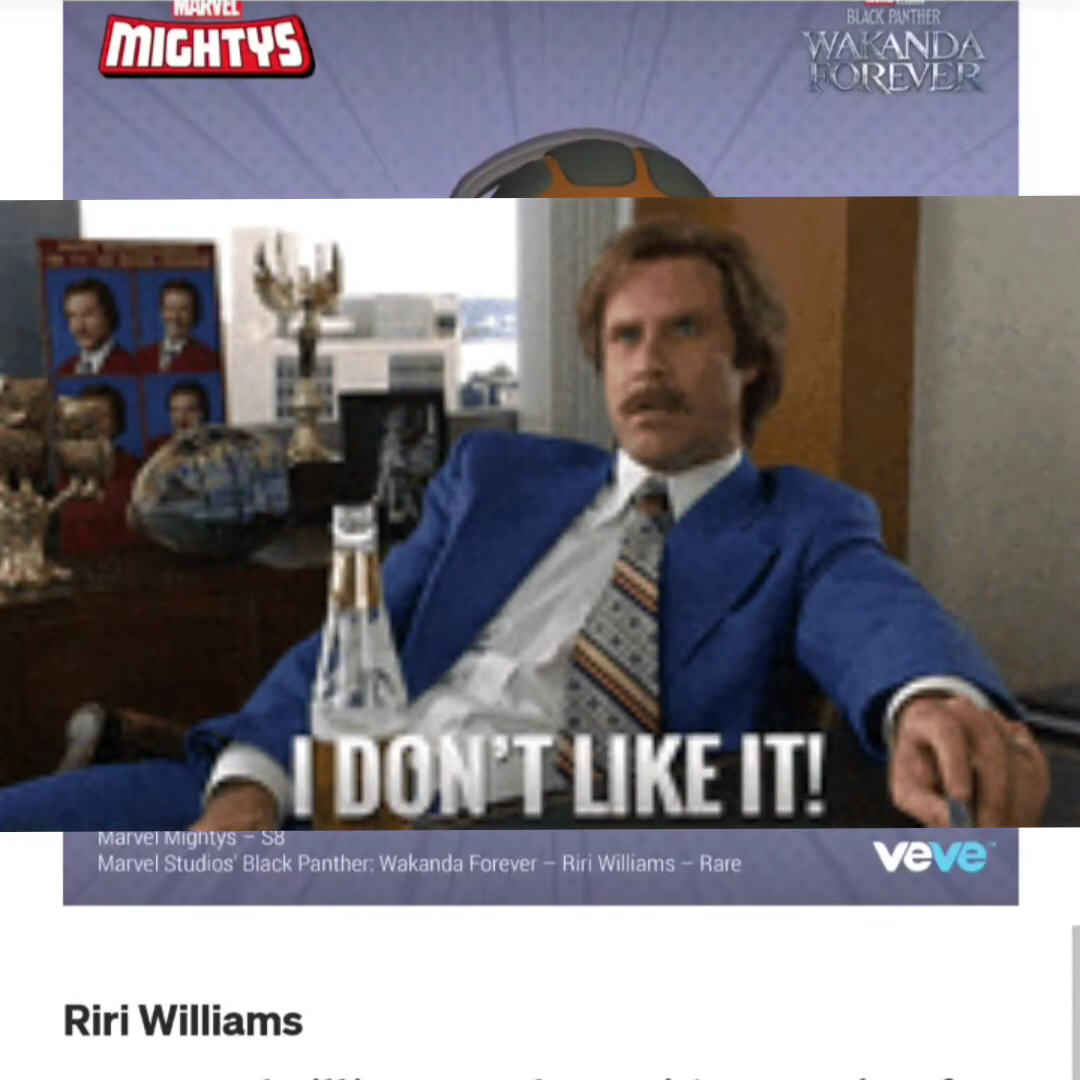 MARVEL
MIGHTYS
BLACK PANTHER
WAKANDA
FOREVER
I DON'T LIKE IT!
Marvel Mightys – S8
Marvel Studios' Black Panther: Wakanda Forever – Riri Williams – Rare
veve
Riri Williams